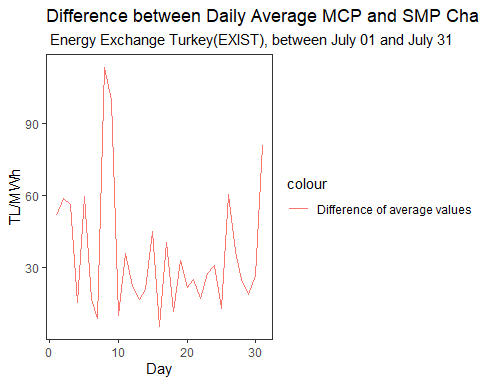 Difference between Daily Average MCP and SMP Cha
Energy Exchange Turkey(EXIST), between July 01 and July 31
90
60
30
TL/MWh
0 10 20 30
Day
colour
Difference of average values